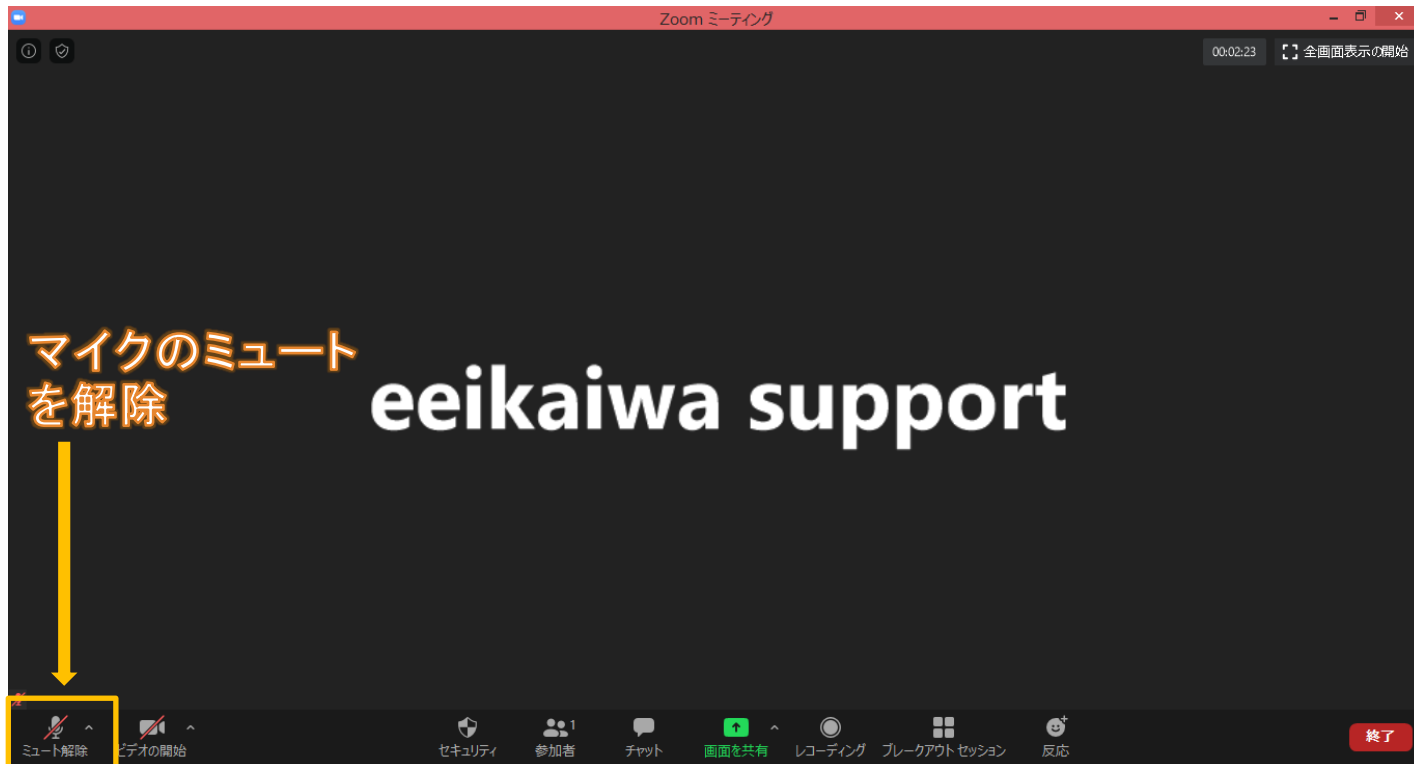 Zoom ミーティング
00:02:23
全画面表示の開始
マイクのミュート
を解除
eeikaiwa support
ミュート解除
ビデオの開始
セキュリティ
1
参加者
チャット
画面を共有
レコーディング
ブレークアウト セッション
反応
終了